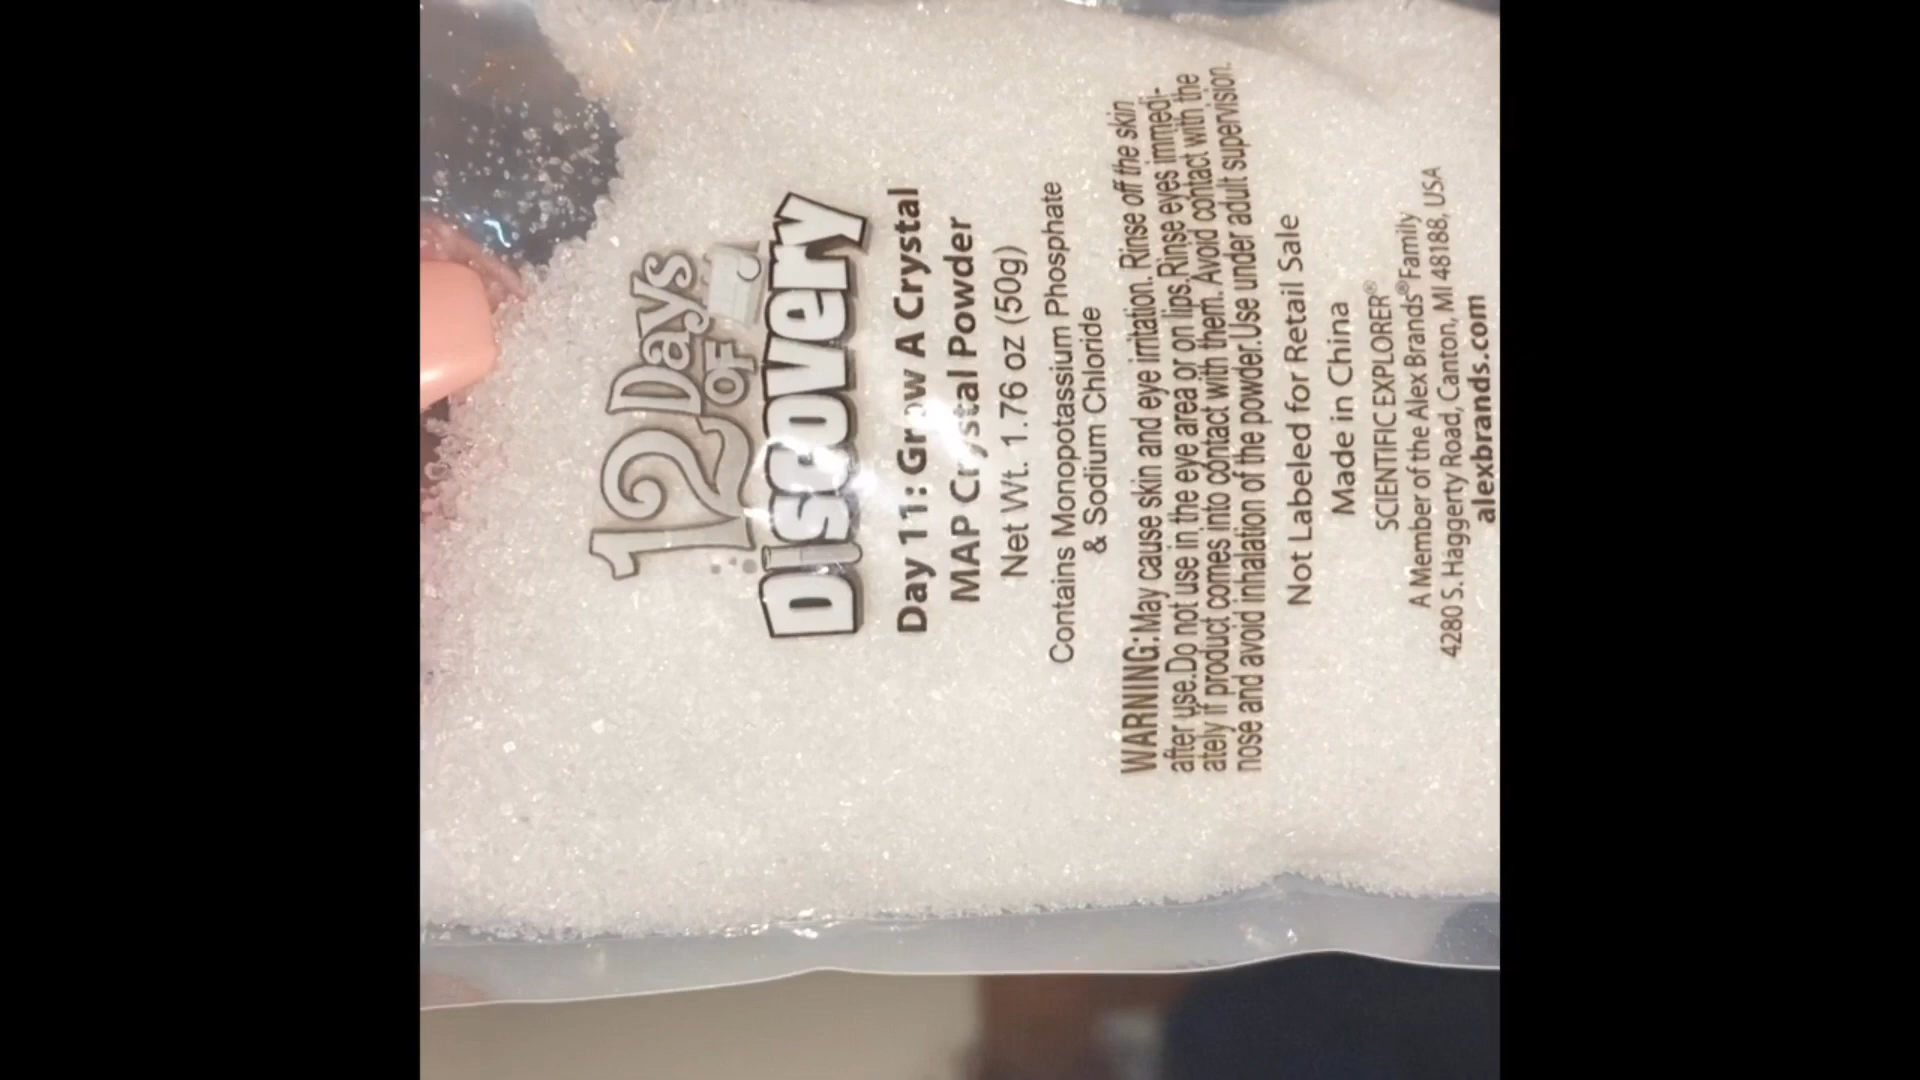 12 Days
OF
Discovery
Day 11: Grow A Crystal
MAP Crystal Powder
Net Wt. 1.76 oz (50g)
Contains Monopotassium Phosphate
& Sodium Chloride
WARNING: May cause skin and eye irritation. Rinse off the skin
after use.Do not use in the eye area or on lips. Rinse eyes immedi-
ately if product comes into contact with them. Avoid contact with the
nose and avoid inhalation of the powder.Use under adult supervision.
Not Labeled for Retail Sale
Made in China
SCIENTIFIC EXPLORER®
A Member of the Alex Brands® Family
4280 S. Haggerty Road, Canton, MI 48188, USA
alexbrands.com